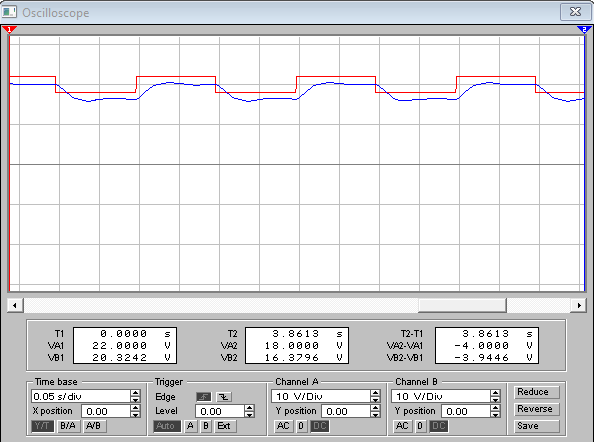 Oscilloscope
1 2
T1 0.0000 s T2 3.8613 s T2-T1 3.8613 s
VA1 22.0000 V VA2 18.0000 V VA2-VA1 -4.0000 V
VB1 20.3242 V VB2 16.3796 V VB2-VB1 -3.9446 V
Time base Trigger Channel A Channel B
0.05 s/div Edge 10 V/Div 10 V/Div Reduce
X position 0.00 Level 0.00 Y position 0.00 Y position 0.00 Reverse
Y/T B/A A/B Auto A B Ext AC 0 DC AC 0 DC Save